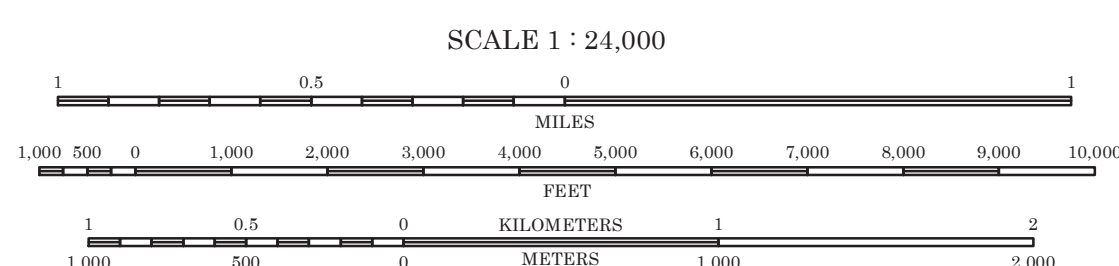 SCALE 1 : 24,000
1 0.5 0 1
MILES
1,000 500 0 1,000 2,000 3,000 4,000 5,000 6,000 7,000 8,000 9,000 10,000
FEET
1 0.5 0 KILOMETERS 1 2
1,000 500 0 METERS 1,000 2,000